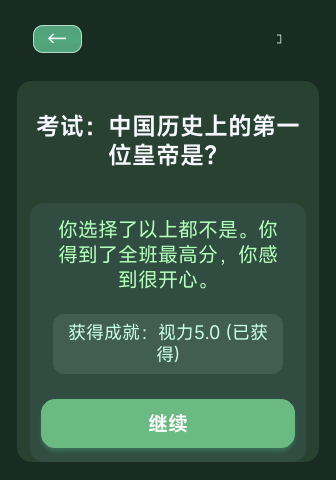 ←
考试：中国历史上的第一
位皇帝是？
你选择了以上都不是。你
得到了全班最高分，你感
到很开心。
获得成就：视力5.0 (已获
得)
继续